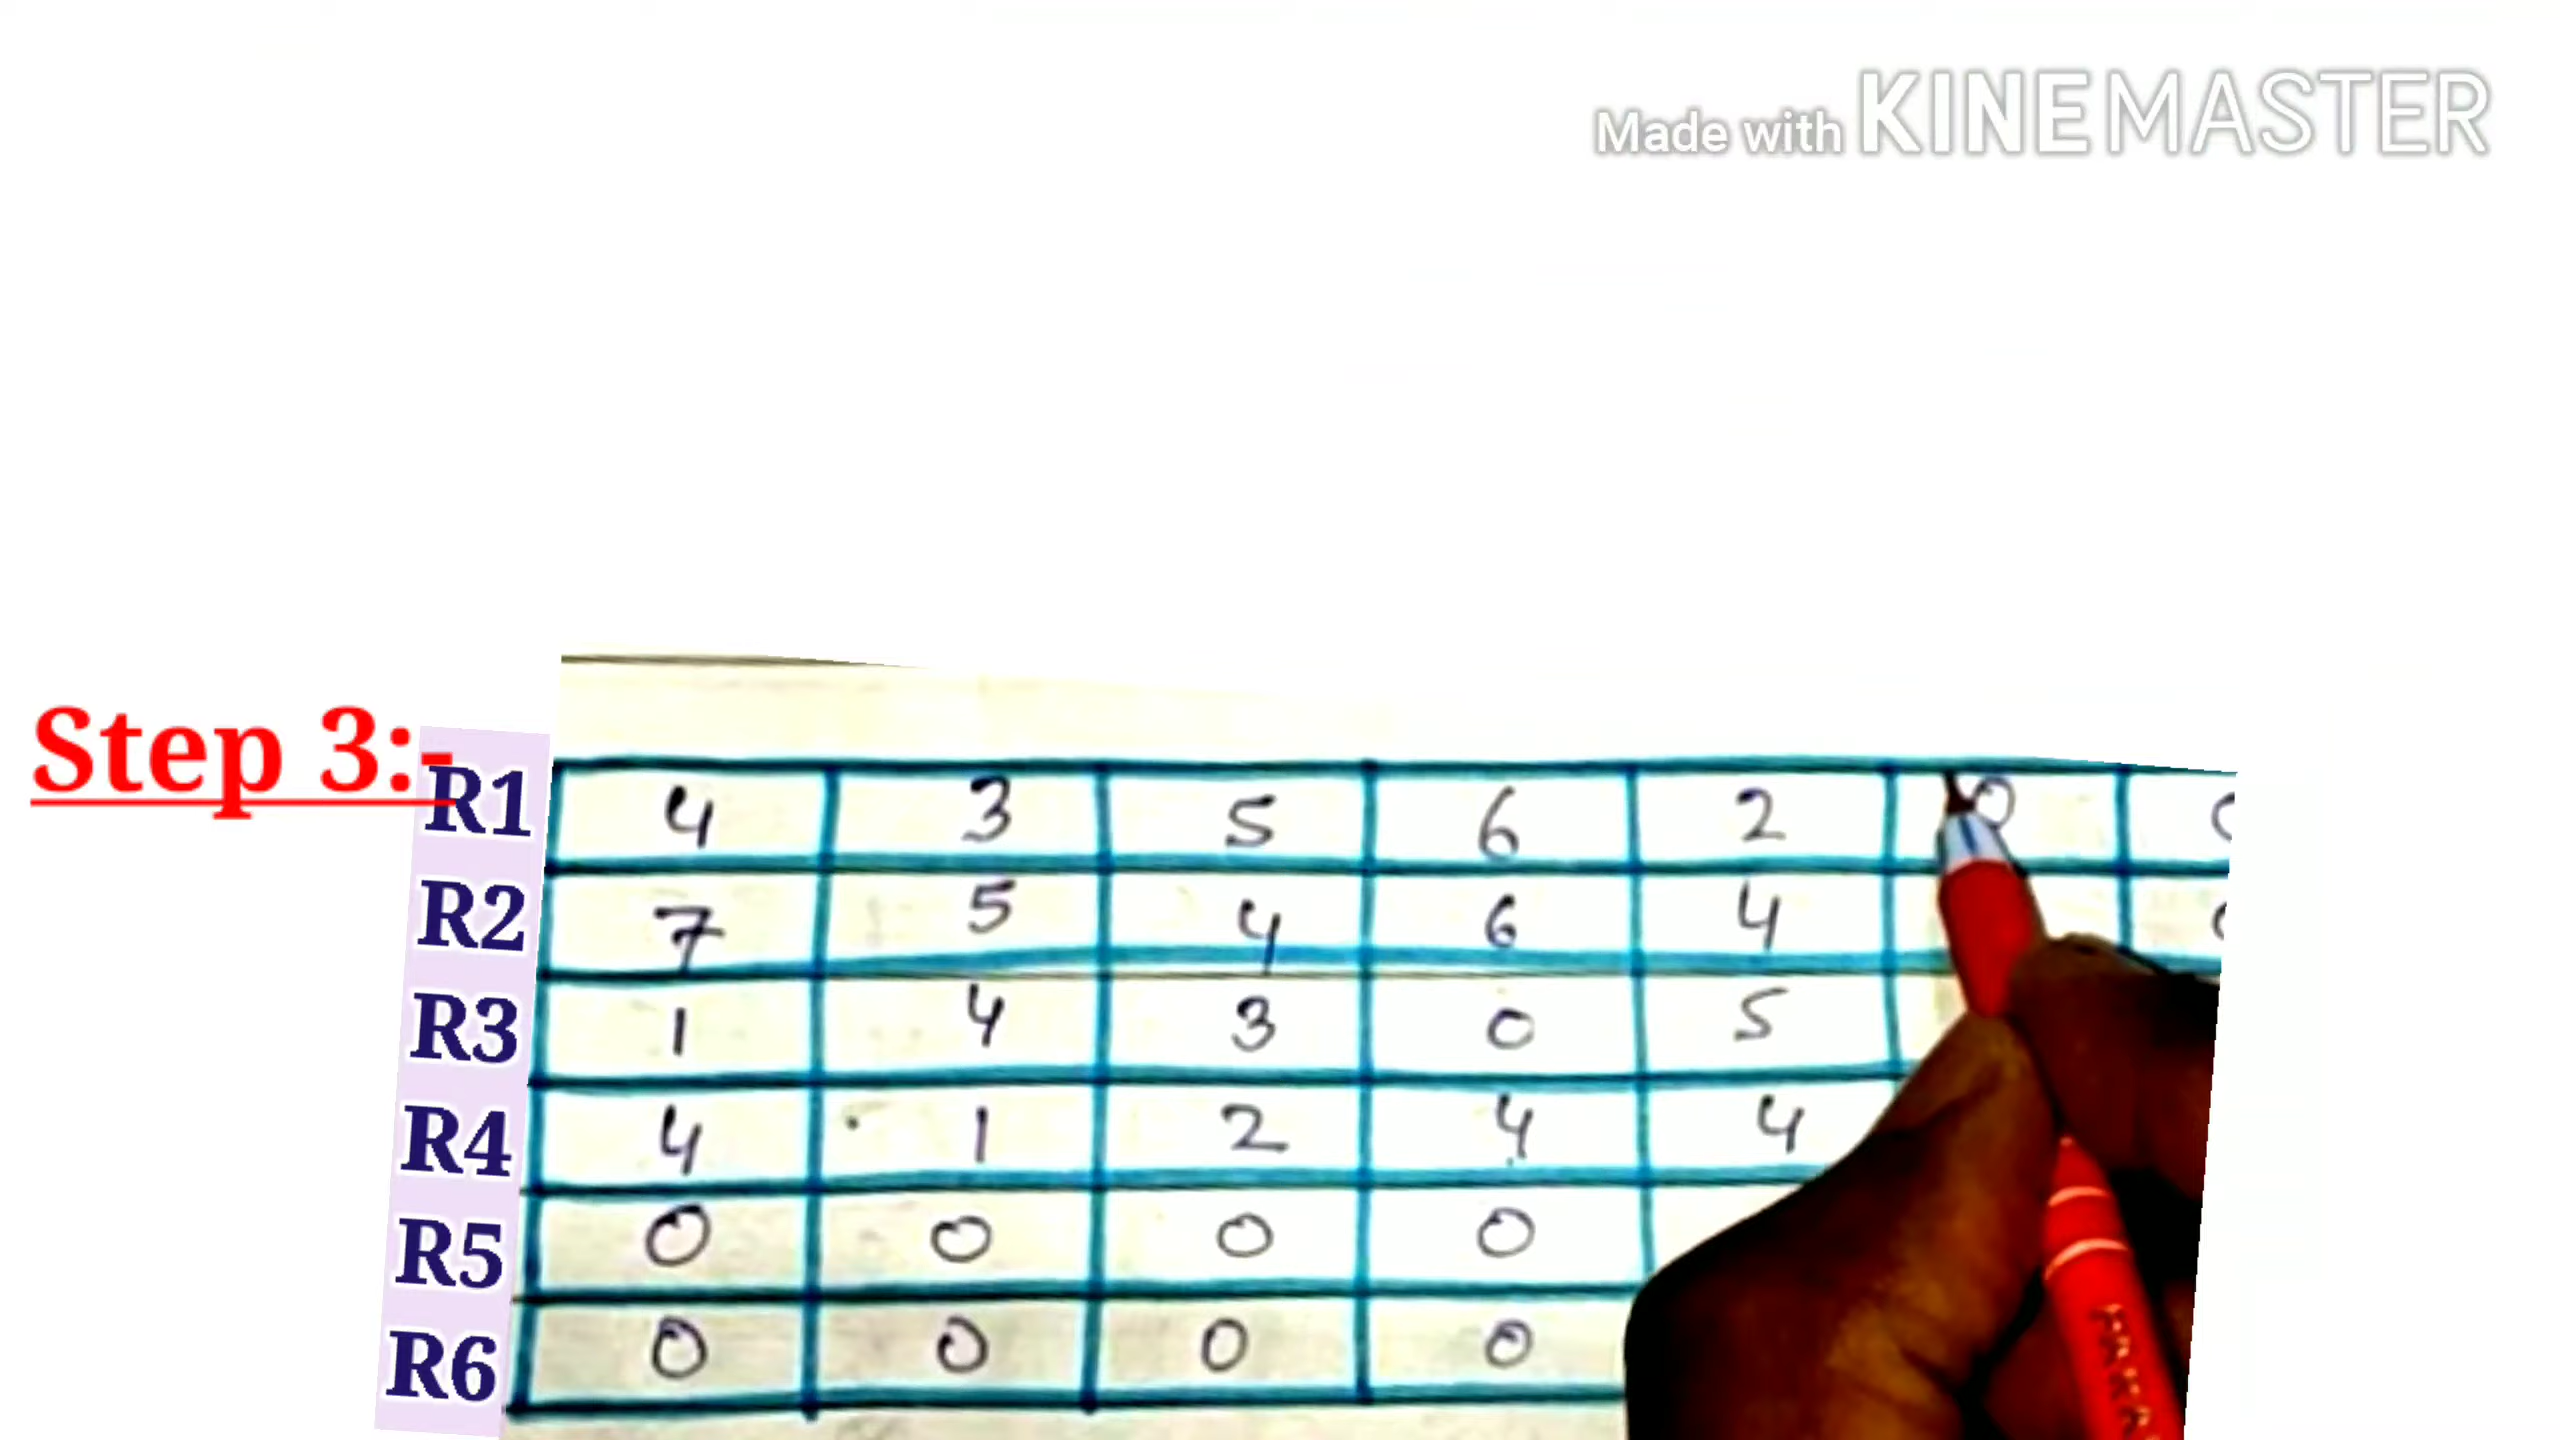 Made with KINEMASTER
Step 3:-
R1 4 3 5 6 2 0
R2 7 5 4 6 4
R3 1 4 3 0 5
R4 4 1 2 4 4
R5 0 0 0 0
R6 0 0 0 0